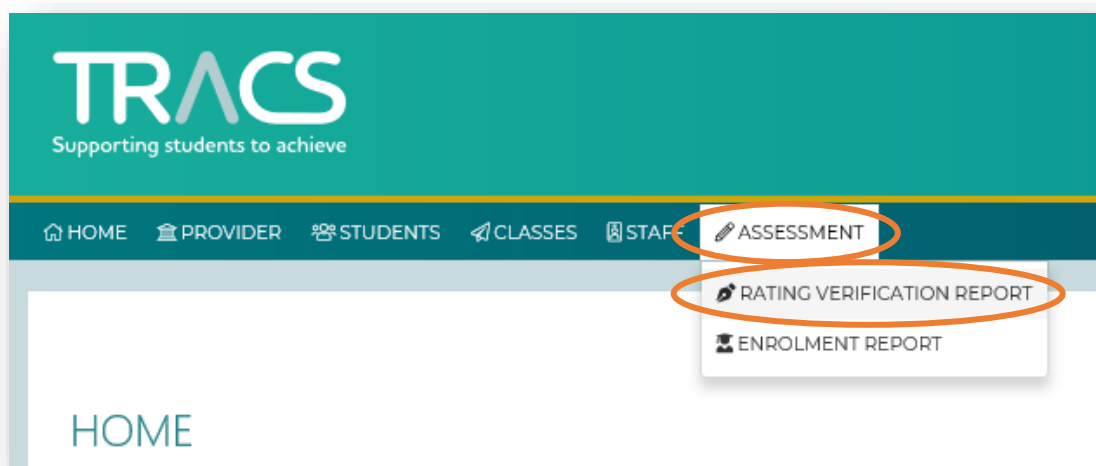 TRACS
Supporting students to achieve
HOME PROVIDER STUDENTS CLASSES STAFF ASSESSMENT
RATING VERIFICATION REPORT
ENROLMENT REPORT
HOME